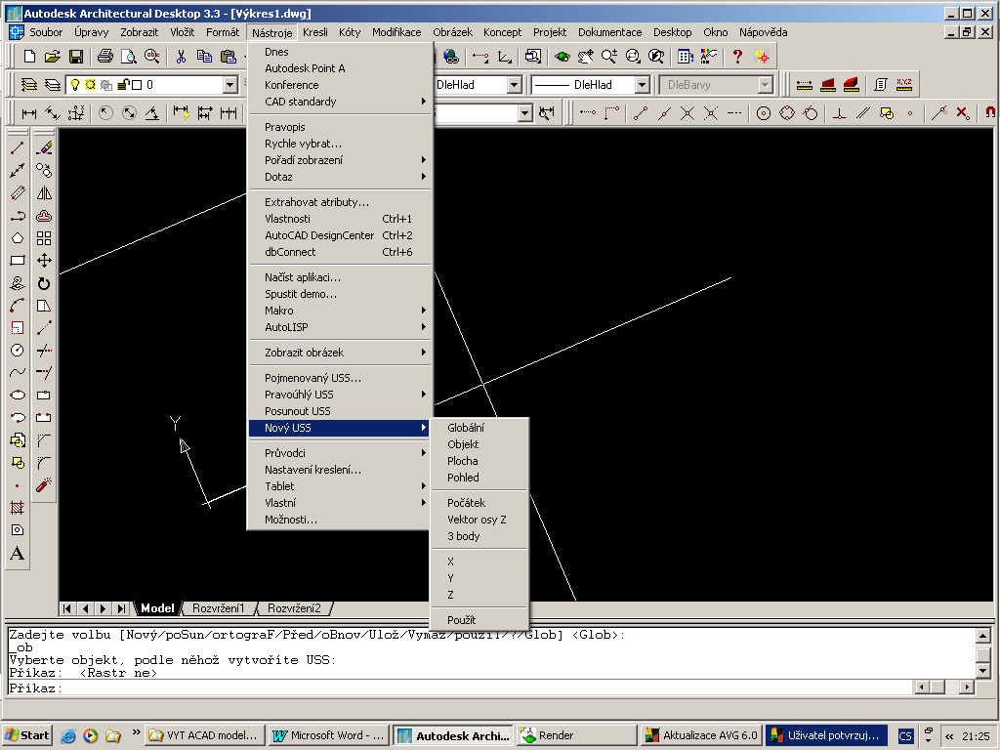 Autodesk Architectural Desktop 3.3 - [Výkres1.dwg]
Soubor Úpravy Zobrazit Vložit Formát Nástroje Kresli Kóty Modifikace Obrázek Koncept Projekt Dokumentace Desktop Okno Nápověda
0 DleHlad DleHlad DleBarvy
Dnes
Autodesk Point A
Konference
CAD standardy
Pravopis
Rychle vybrat...
Pořadí zobrazení
Dotaz
Extrahovat atributy...
Vlastnosti Ctrl+1
AutoCAD DesignCenter Ctrl+2
dbConnect Ctrl+6
Načíst aplikaci...
Spustit demo...
Makro
AutoLISP
Zobrazit obrázek
Pojmenovaný USS...
Pravoúhlý USS
Posunout USS
Nový USS
Průvodci
Nastavení kreslení...
Tablet
Vlastní
Možnosti...
Globální
Objekt
Plocha
Pohled
Počátek
Vektor osy Z
3 body
X
Y
Z
Použít
Y
A
Model Rozvržení1 Rozvržení2
Zadejte volbu [Nový/poSun/ortograF/Před/oBnov/Ulož/Vymaž/použiI/?/Glob] <Glob>:
_ob
Vyberte objekt, podle něhož vytvoříte USS:
Příkaz: <Rastr ne>
Příkaz:
Start VYT ACAD model... Microsoft Word - ... Autodesk Archi... Render Aktualizace AVG 6.0 Uživatel potvrzuj... CS 21:25